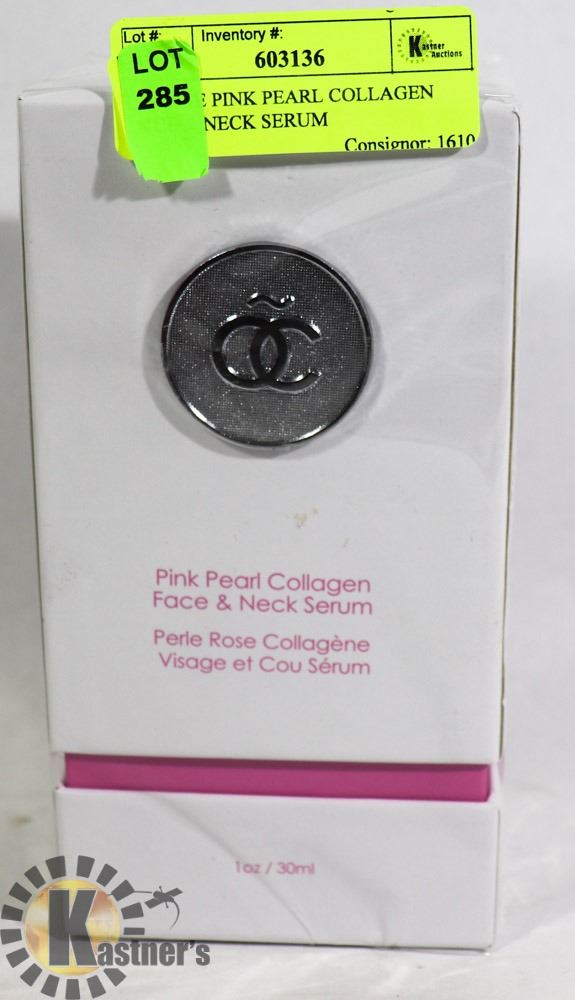 Lot #:
Inventory #:
603136
Kastner
Auctions
LOT
285
PINK PEARL COLLAGEN
NECK SERUM
Consignor: 1610
Pink Pearl Collagen
Face & Neck Serum
Perle Rose Collagène
Visage et Cou Sérum
1oz / 30ml
Kastner's